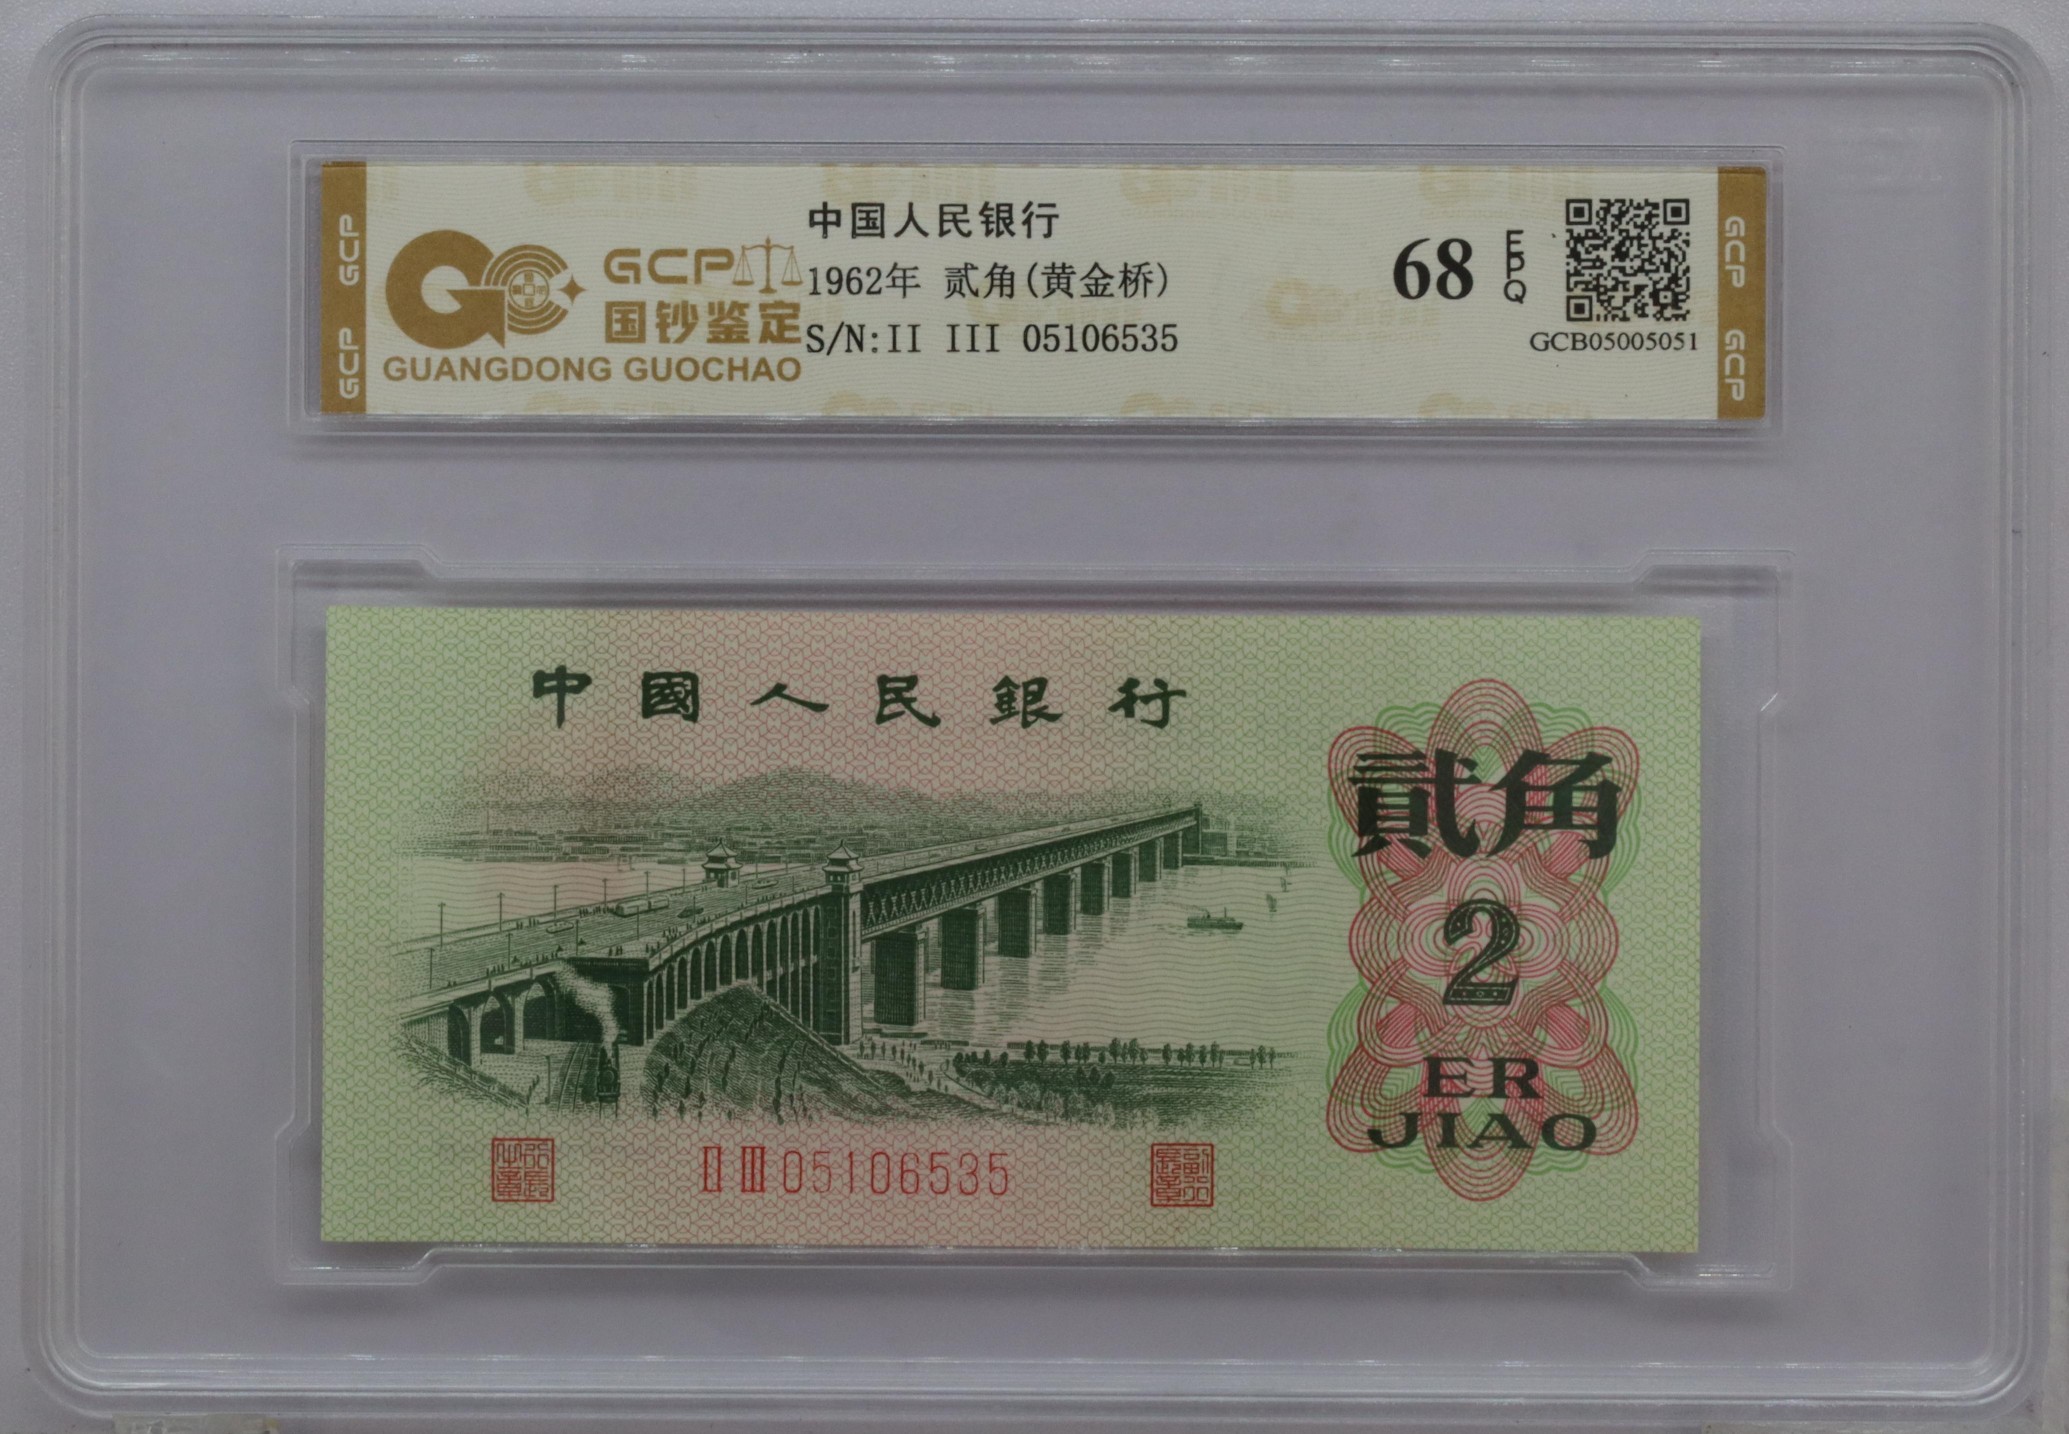 GCP
GCP
GCP
国钞鉴定
GUANGDONG GUOCHAO
中国人民银行
1962年 贰角(黄金桥)
S/N:II III 05106535
68
EPQ
GCB05005051
GCP
GCP
中國人民銀行
貳角
2
ER
JIAO
II III 05106535